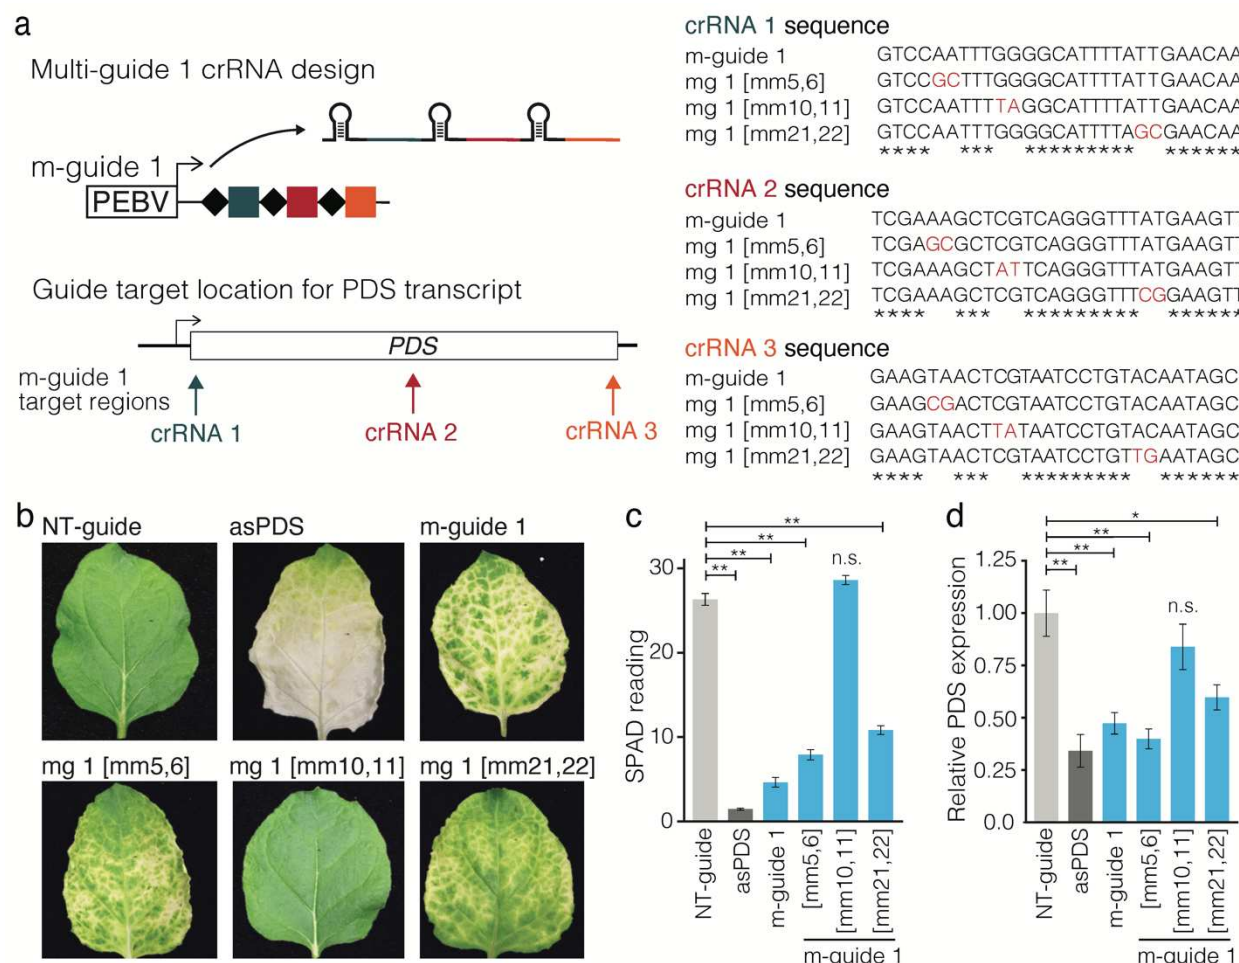 a
Multi-guide 1 crRNA design
m-guide 1
PEBV
Guide target location for PDS transcript
PDS
m-guide 1
target regions
crRNA 1
crRNA 2
crRNA 3
crRNA 1 sequence
m-guide 1 GTCCAATTTGGGGCATTTTATTGAACAA
mg 1 [mm5,6] GTCCGCTTTGGGGCATTTTATTGAACAA
mg 1 [mm10,11] GTCCAATTTTAGGCATTTTATTGAACAA
mg 1 [mm21,22] GTCCAATTTGGGGCATTTTAGCGAACAA
**** *** ********* ******
crRNA 2 sequence
m-guide 1 TCGAAAGCTCGTCAGGGTTTATGAAGTT
mg 1 [mm5,6] TCGAGCGCTCGTCAGGGTTTATGAAGTT
mg 1 [mm10,11] TCGAAAGCTATTCAGGGTTTATGAAGTT
mg 1 [mm21,22] TCGAAAGCTCGTCAGGGTTTCGGAAGTT
**** *** ********* ******
crRNA 3 sequence
m-guide 1 GAAGTAACTCGTAATCCTGTACAATAGC
mg 1 [mm5,6] GAAGCGACTCGTAATCCTGTACAATAGC
mg 1 [mm10,11] GAAGTAACTTATAATCCTGTACAATAGC
mg 1 [mm21,22] GAAGTAACTCGTAATCCTGTTGAATAGC
**** *** ********* ******
b
NT-guide
asPDS
m-guide 1
mg 1 [mm5,6]
mg 1 [mm10,11]
mg 1 [mm21,22]
c
**
**
**
**
n.s.
SPAD reading
30
20
10
0
NT-guide
asPDS
m-guide 1
[mm5,6]
[mm10,11]
[mm21,22]
m-guide 1
d
*
**
**
**
n.s.
Relative PDS expression
1.25
1.00
0.75
0.50
0.25
0.0
NT-guide
asPDS
m-guide 1
[mm5,6]
[mm10,11]
[mm21,22]
m-guide 1